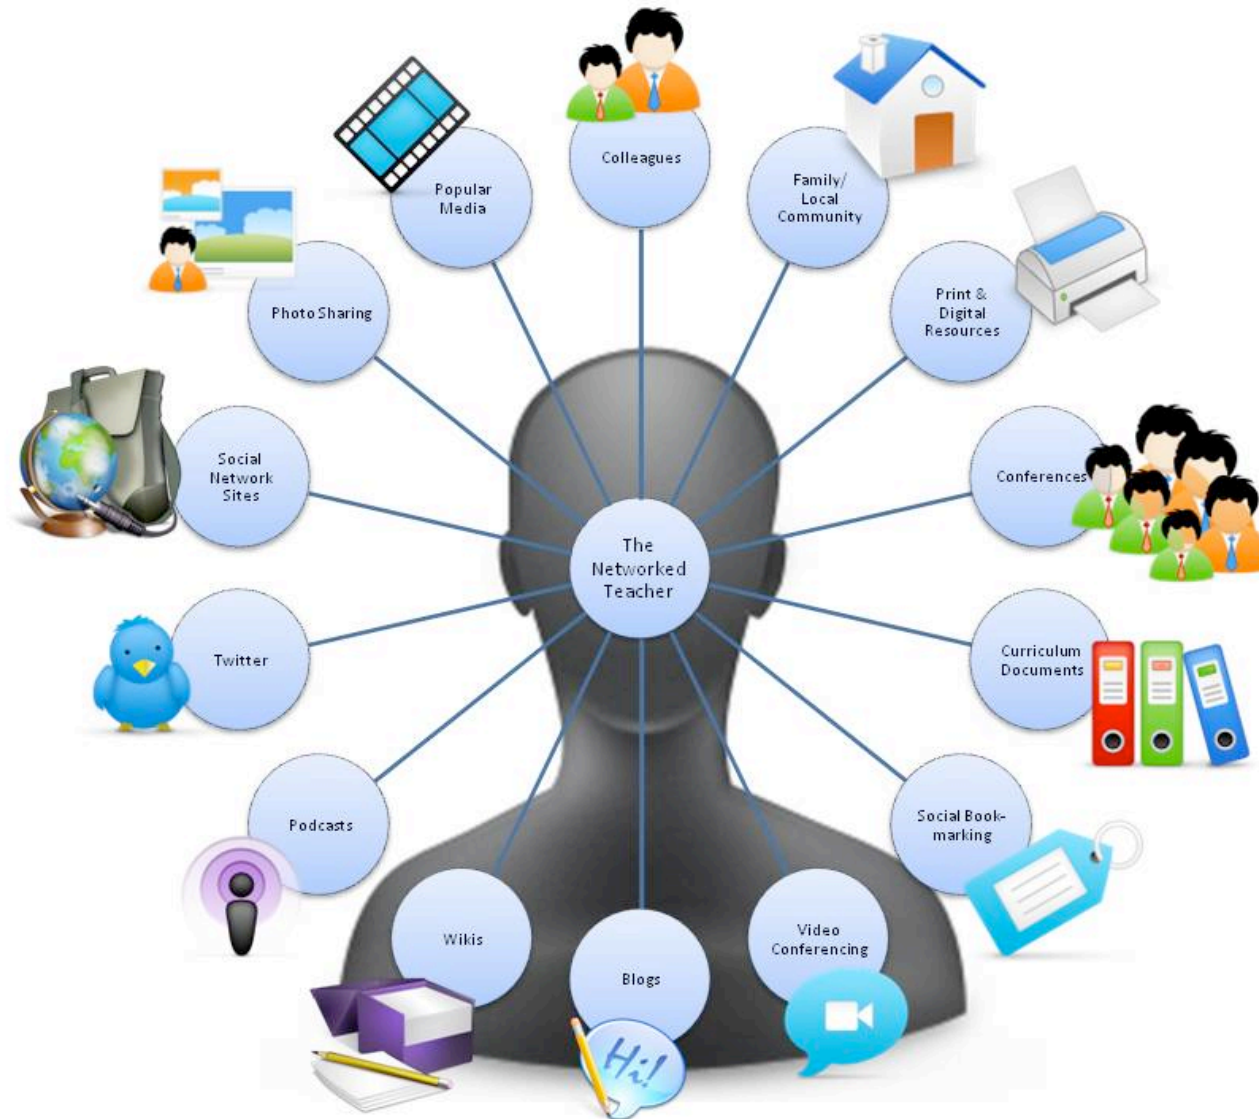 Colleagues
Family/
Local
Community
Print &
Digital
Resources
Conferences
Curriculum
Documents
Social Book-
marking
Video
Conferencing
Hi!
Blogs
Wikis
Podcasts
Twitter
Social
Network
Sites
Photo Sharing
Popular
Media
The
Networked
Teacher